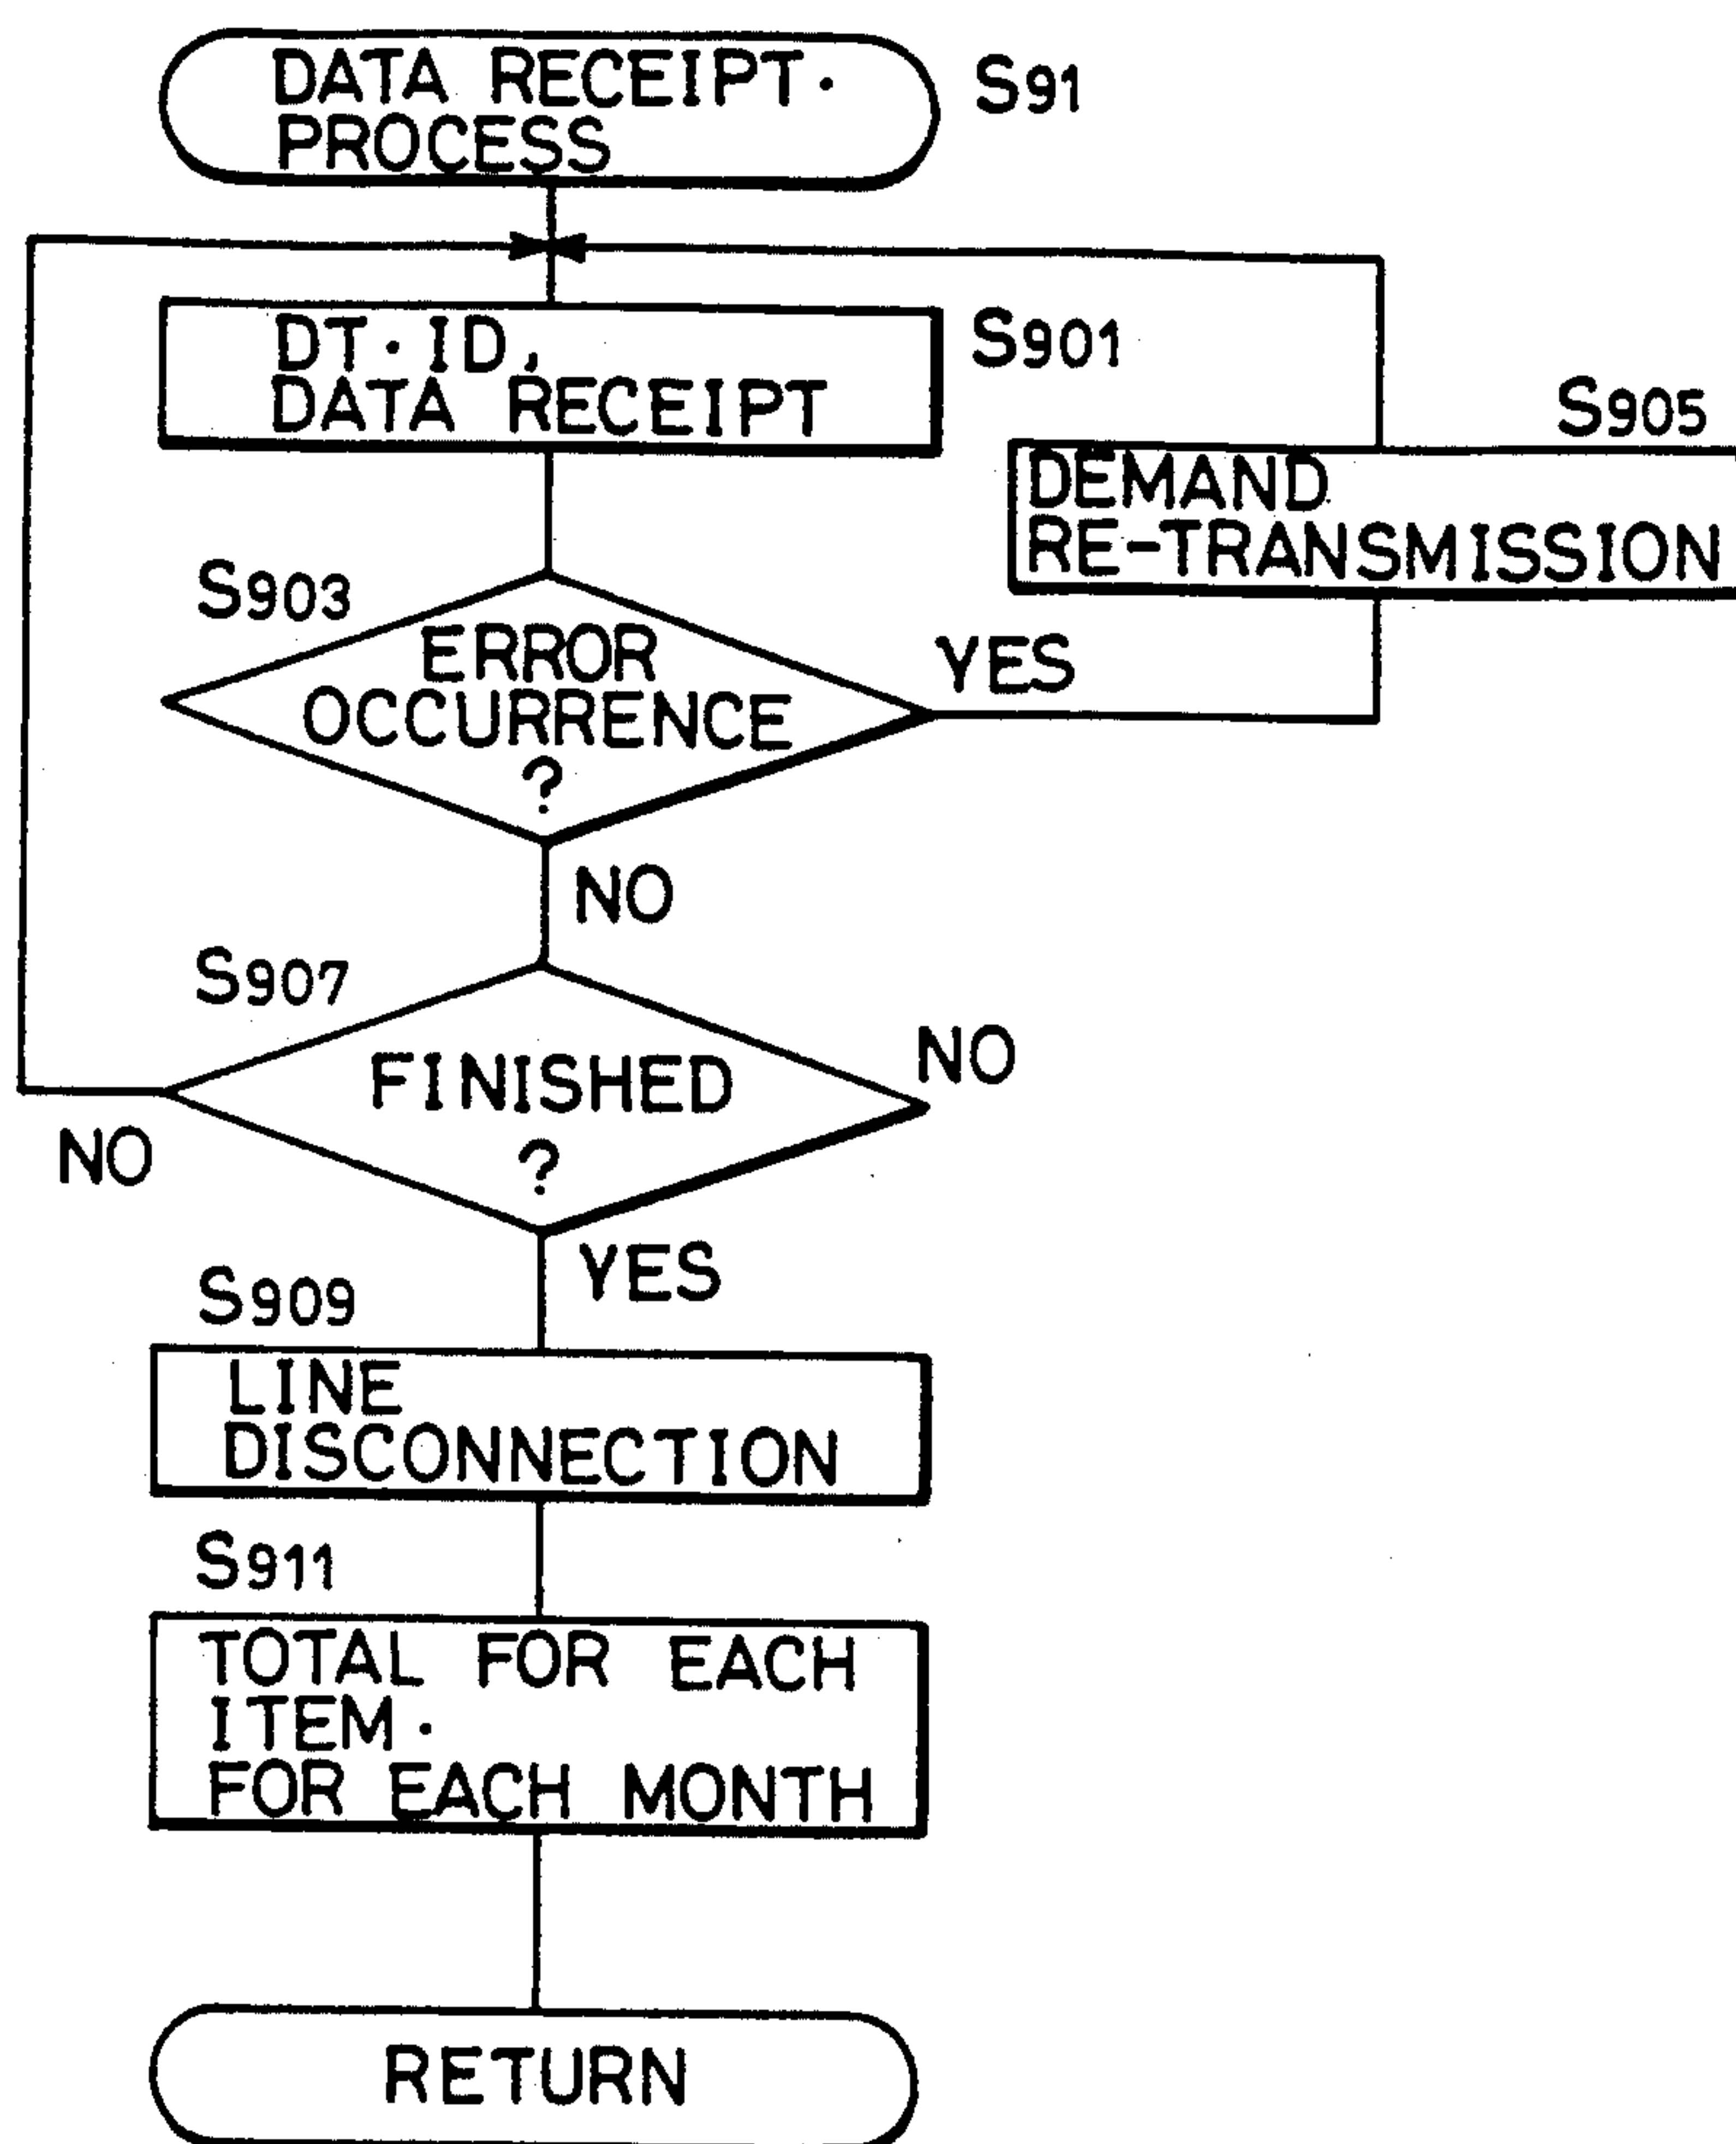 DATA RECEIPT·
PROCESS
S91
DT·ID,
DATA RECEIPT
S901
S905
DEMAND
RE-TRANSMISSION
S903
ERROR
OCCURRENCE
?
YES
NO
S907
FINISHED
?
NO
NO
YES
S909
LINE
DISCONNECTION
S911
TOTAL FOR EACH
ITEM·
FOR EACH MONTH
RETURN